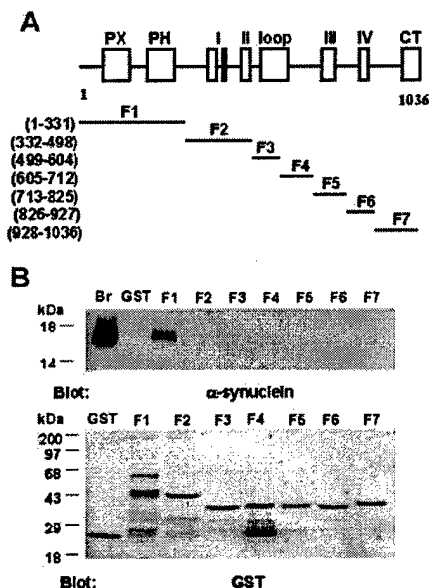 A
PX PH I II loop III IV CT
1 1036
(1-331) F1
(332-498) F2
(499-604) F3
(605-712) F4
(713-825) F5
(826-927) F6
(928-1036) F7
B
kDa Br GST F1 F2 F3 F4 F5 F6 F7
18
14
Blot: α-synuclein
kDa GST F1 F2 F3 F4 F5 F6 F7
200
97
68
43
29
18
Blot: GST